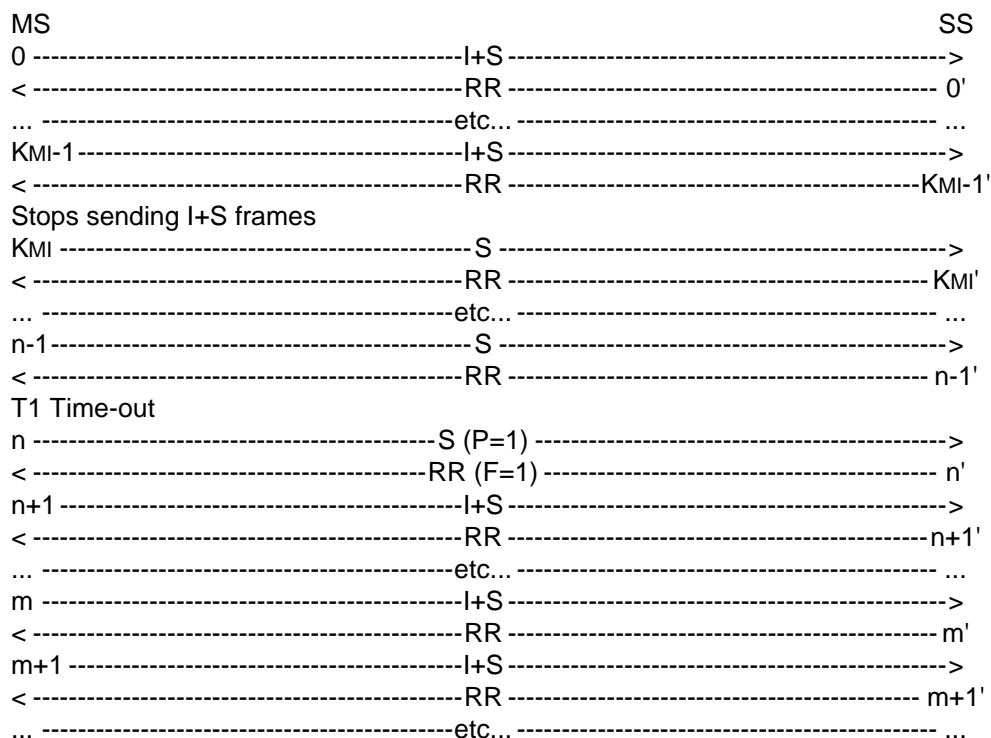 MS SS
0 -----------------------------------------------I+S ------------------------------------------------>
< -----------------------------------------------RR ----------------------------------------------- 0'
... ---------------------------------------------etc... ---------------------------------------------- ...
KMI-1------------------------------------------I+S ------------------------------------------------>
< -----------------------------------------------RR ---------------------------------------------KMI-1'
Stops sending I+S frames
KMI --------------------------------------------- S ------------------------------------------------->
< -----------------------------------------------RR ---------------------------------------------- KMI'
... ---------------------------------------------etc... ---------------------------------------------- ...
n-1---------------------------------------------- S ------------------------------------------------->
< -----------------------------------------------RR ---------------------------------------------- n-1'
T1 Time-out
n --------------------------------------------S (P=1) --------------------------------------------->
< -------------------------------------------RR (F=1) ------------------------------------------- n'
n+1 --------------------------------------------I+S ------------------------------------------------>
< -----------------------------------------------RR ----------------------------------------------n+1'
... ---------------------------------------------etc... ---------------------------------------------- ...
m ----------------------------------------------I+S ------------------------------------------------>
< -----------------------------------------------RR ----------------------------------------------- m'
m+1 -------------------------------------------I+S ------------------------------------------------>
< -----------------------------------------------RR --------------------------------------------- m+1'
... ---------------------------------------------etc... ---------------------------------------------- ...